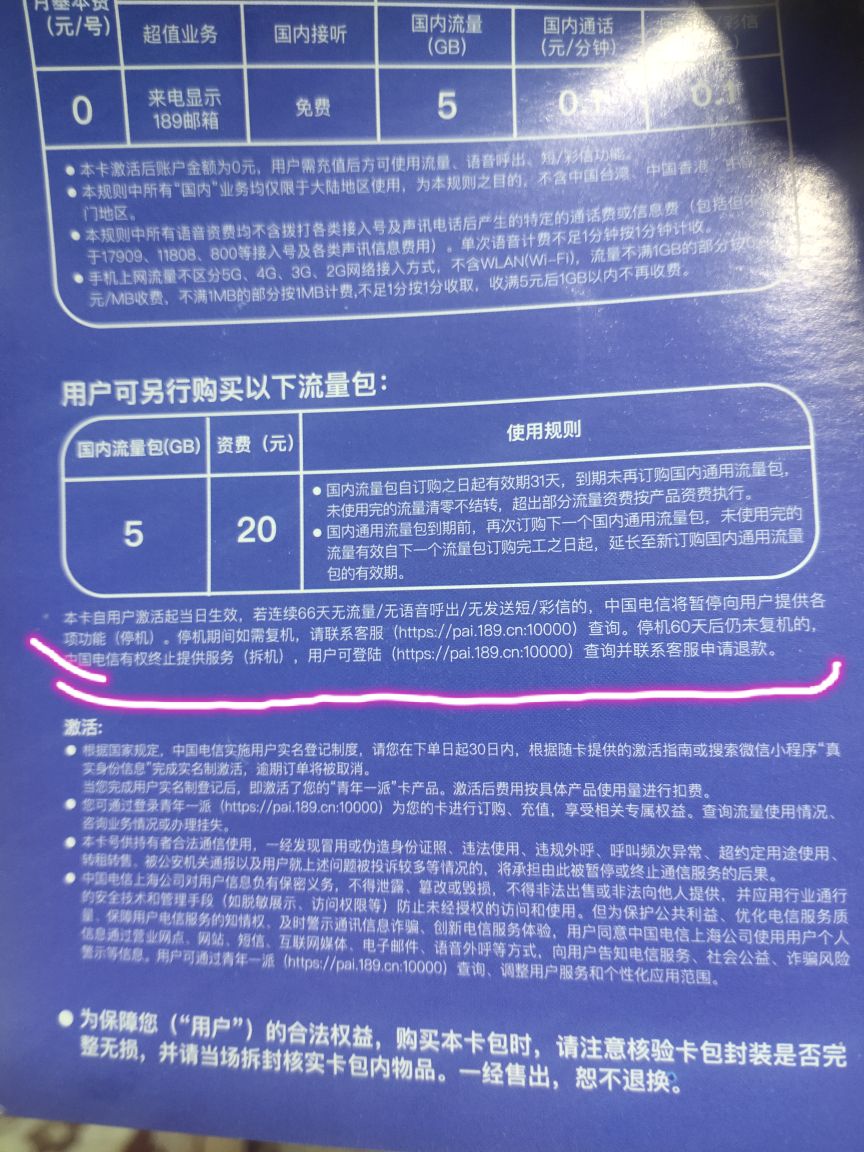 月基本费
(元/号)
超值业务
国内接听
国内流量
(GB)
国内通话
(元/分钟)
/彩信
0
来电显示
189邮箱
免费
5
0.1
0.1
●本卡激活后账户金额为0元，用户需充值后方可使用流量、语音呼出、短/彩信功能。
●本规则中所有“国内”业务均仅限于大陆地区使用，为本规则之目的，不含中国台湾、中国香港、
门地区。
●本规则中所有语音资费均不含拨打各类接入号及声讯电话后产生的特定的通话费或信息费（包括但不
于17909、11808、800等接入号及各类声讯信息费用）。单次语音计费不足1分钟按1分钟计收。
●手机上网流量不区分5G、4G、3G、2G网络接入方式，不含WLAN(Wi-Fi)，流量不满1GB的部分按
元/MB收费，不满1MB的部分按1MB计费,不足1分按1分收取，收满5元后1GB以内不再收费。
用户可另行购买以下流量包：
国内流量包(GB)
资费（元）
使用规则
5
20
●国内流量包自订购之日起有效期31天，到期未再订购国内通用流量包，
未使用完的流量清零不结转，超出部分流量资费按产品资费执行。
●国内通用流量包到期前，再次订购下一个国内通用流量包，未使用完的
流量有效自下一个流量包订购完工之日起，延长至新订购国内通用流量
包的有效期。
本卡自用户激活起当日生效，若连续66天无流量/无语音呼出/无发送短/彩信的，中国电信将暂停向用户提供各
项功能（停机）。停机期间如需复机，请联系客服（https://pai.189.cn:10000）查询。停机60天后仍未复机的，
中国电信有权终止提供服务（拆机），用户可登陆（https://pai.189.cn:10000）查询并联系客服申请退款。
激活:
●根据国家规定，中国电信实施用户实名登记制度，请您在下单日起30日内，根据随卡提供的激活指南或搜索微信小程序“真
实身份信息”完成实名制激活，逾期订单将被取消。
当您完成用户实名制登记后，即激活了您的“青年一派”卡产品。激活后费用按具体产品使用量进行扣费。
●您可通过登录青年一派（https://pai.189.cn:10000）为您的卡进行订购、充值，享受相关专属权益。查询流量使用情况、
咨询业务情况或办理挂失。
●本卡号供持有者合法通信使用，一经发现冒用或伪造身份证照、违法使用、违规外呼、呼叫频次异常、超约定用途使用、
转租转售、被公安机关通报以及用户就上述问题被投诉较多等情况的，将承担由此被暂停或终止通信服务的后果。
●中国电信上海公司对用户信息负有保密义务，不得泄露、篡改或毁损，不得非法出售或非法向他人提供，并应用行业通行
的安全技术和管理手段（如脱敏展示、访问权限等）防止未经授权的访问和使用。但为保护公共利益、优化电信服务质
量、保障用户电信服务的知情权、及时警示通讯信息诈骗、创新电信服务体验，用户同意中国电信上海公司使用用户个人
信息通过营业网点、网站、短信、互联网媒体、电子邮件、语音外呼等方式，向用户告知电信服务、社会公益、诈骗风险
警示等信息。用户可通过青年一派（https://pai.189.cn:10000）查询、调整用户服务和个性化应用范围。
●为保障您（“用户”）的合法权益，购买本卡包时，请注意核验卡包封装是否完
整无损，并请当场拆封核实卡包内物品。一经售出，恕不退换。